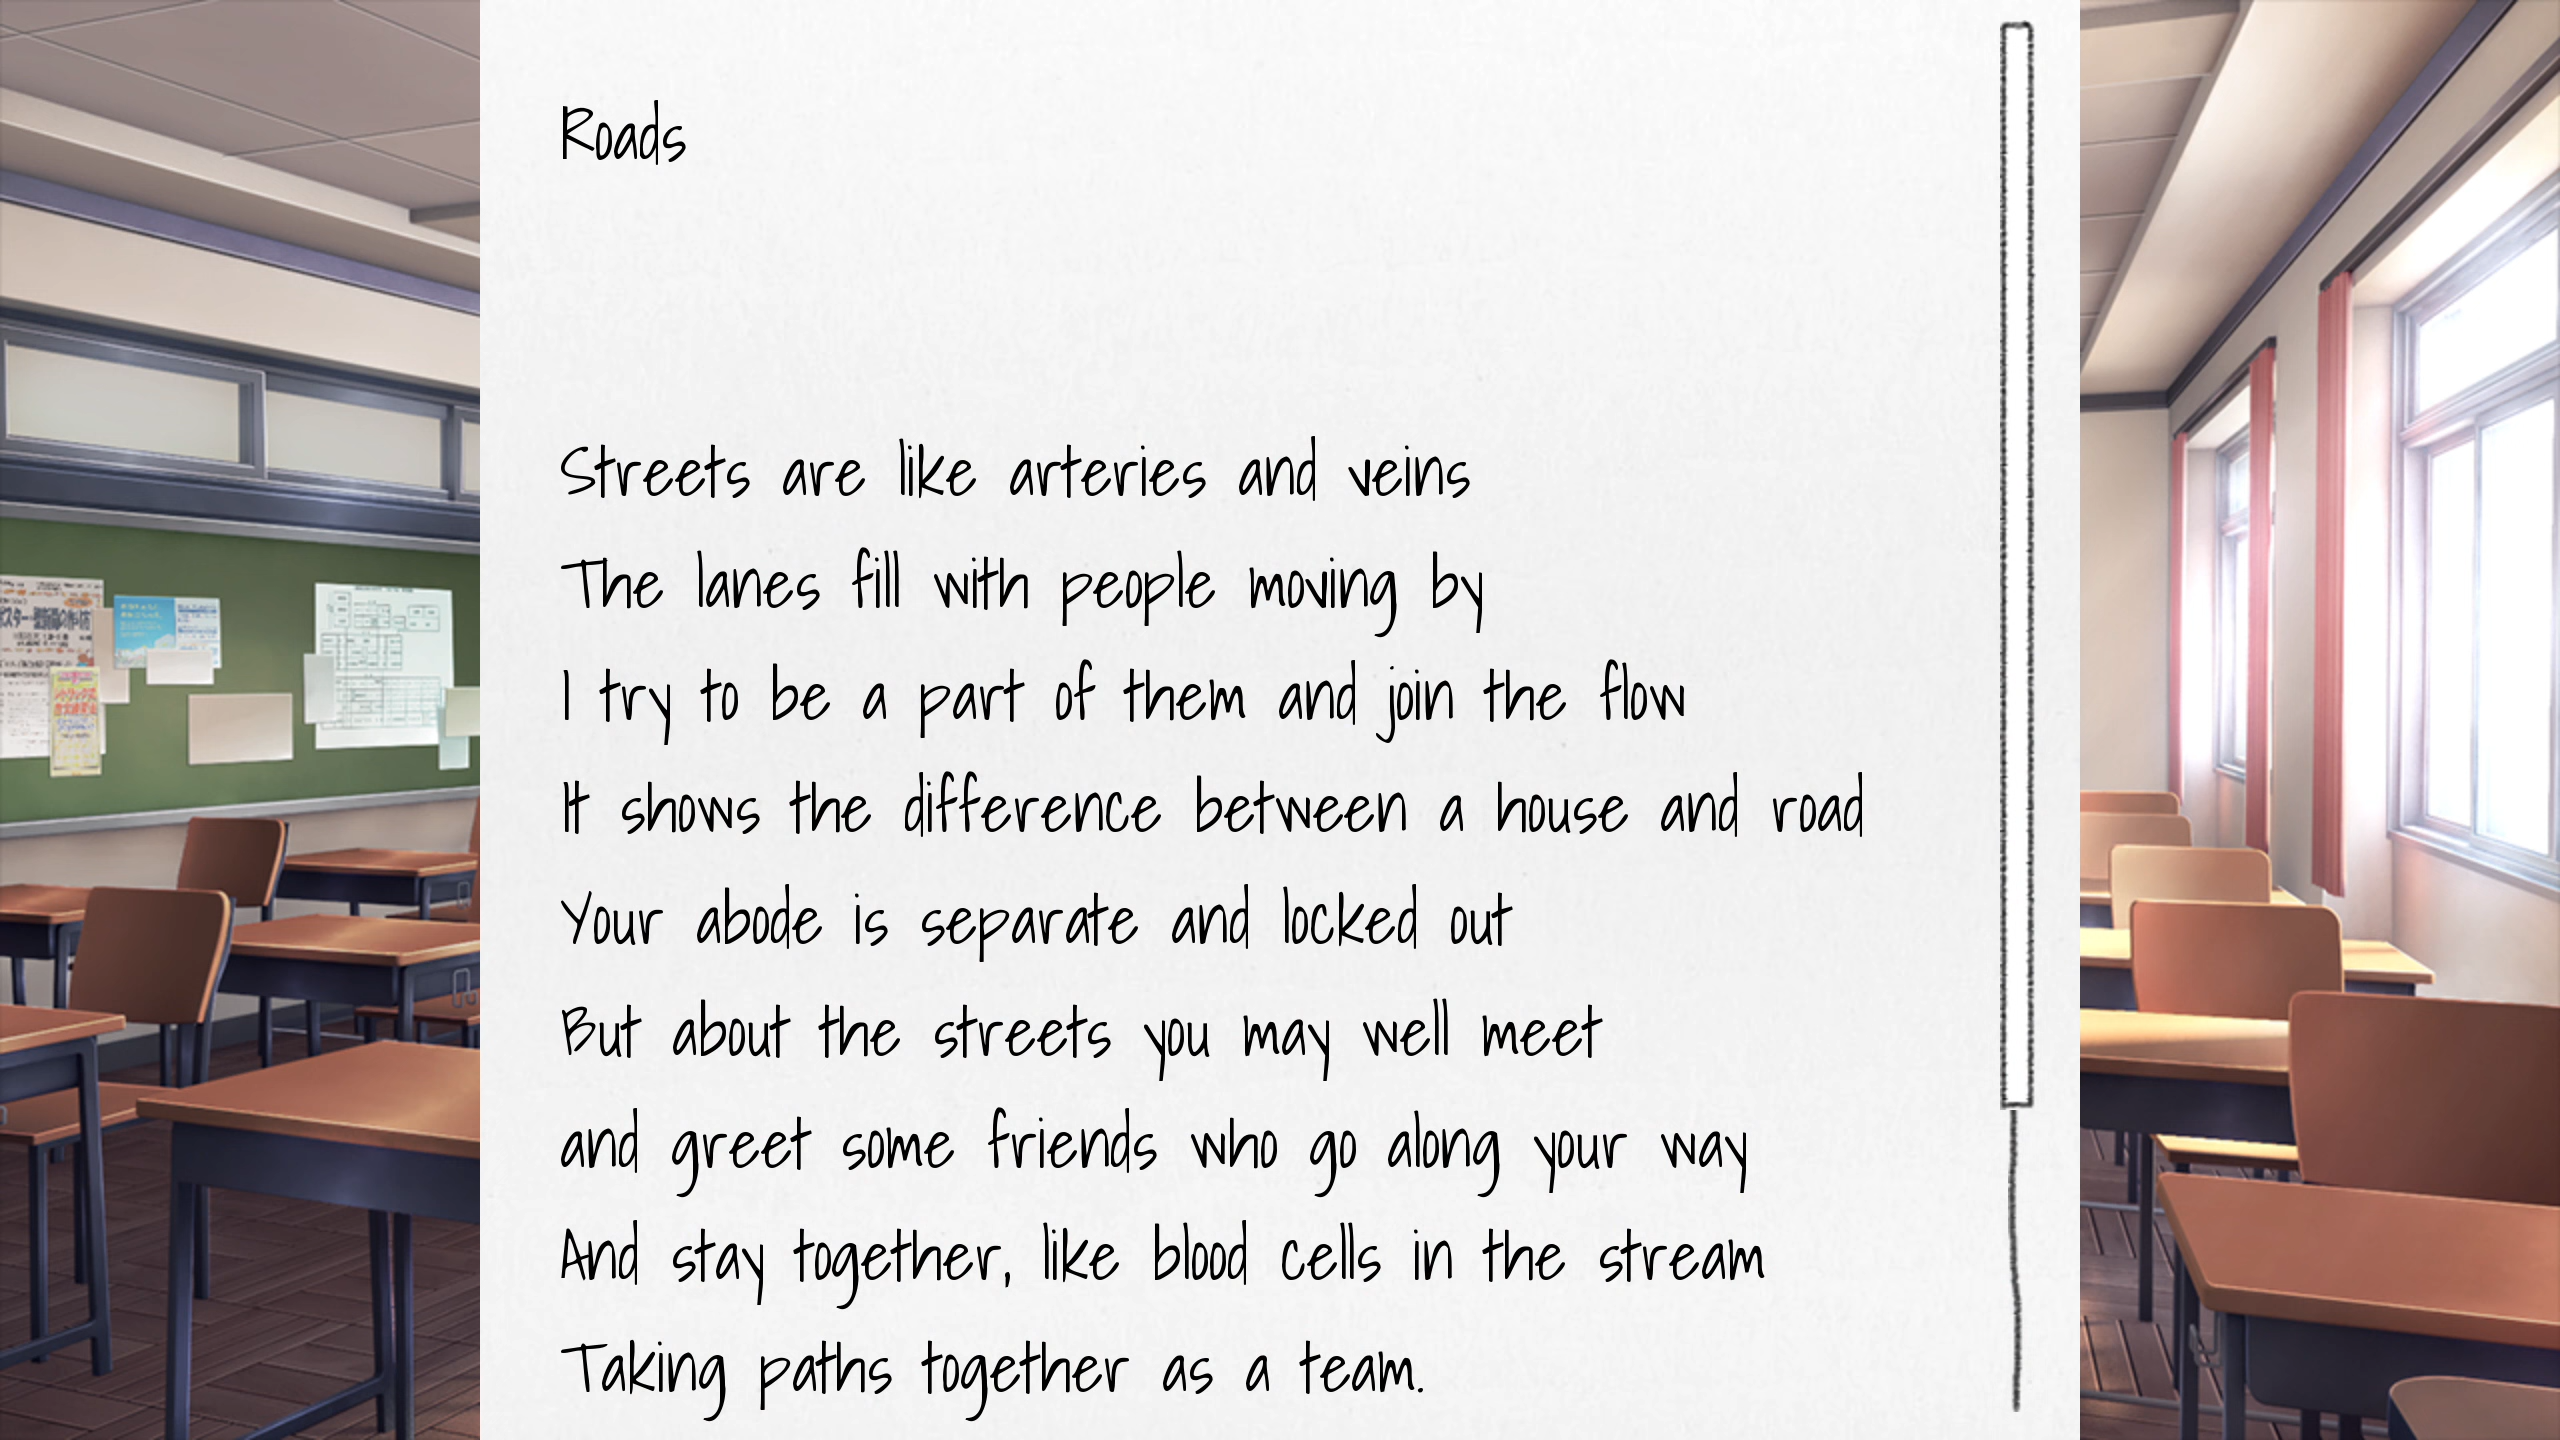 Roads
Streets are like arteries and veins
The lanes fill with people moving by
I try to be a part of them and join the flow
It shows the difference between a house and road
Your abode is separate and locked out
But about the streets you may well meet
and greet some friends who go along your way
And stay together, like blood cells in the stream
Taking paths together as a team.